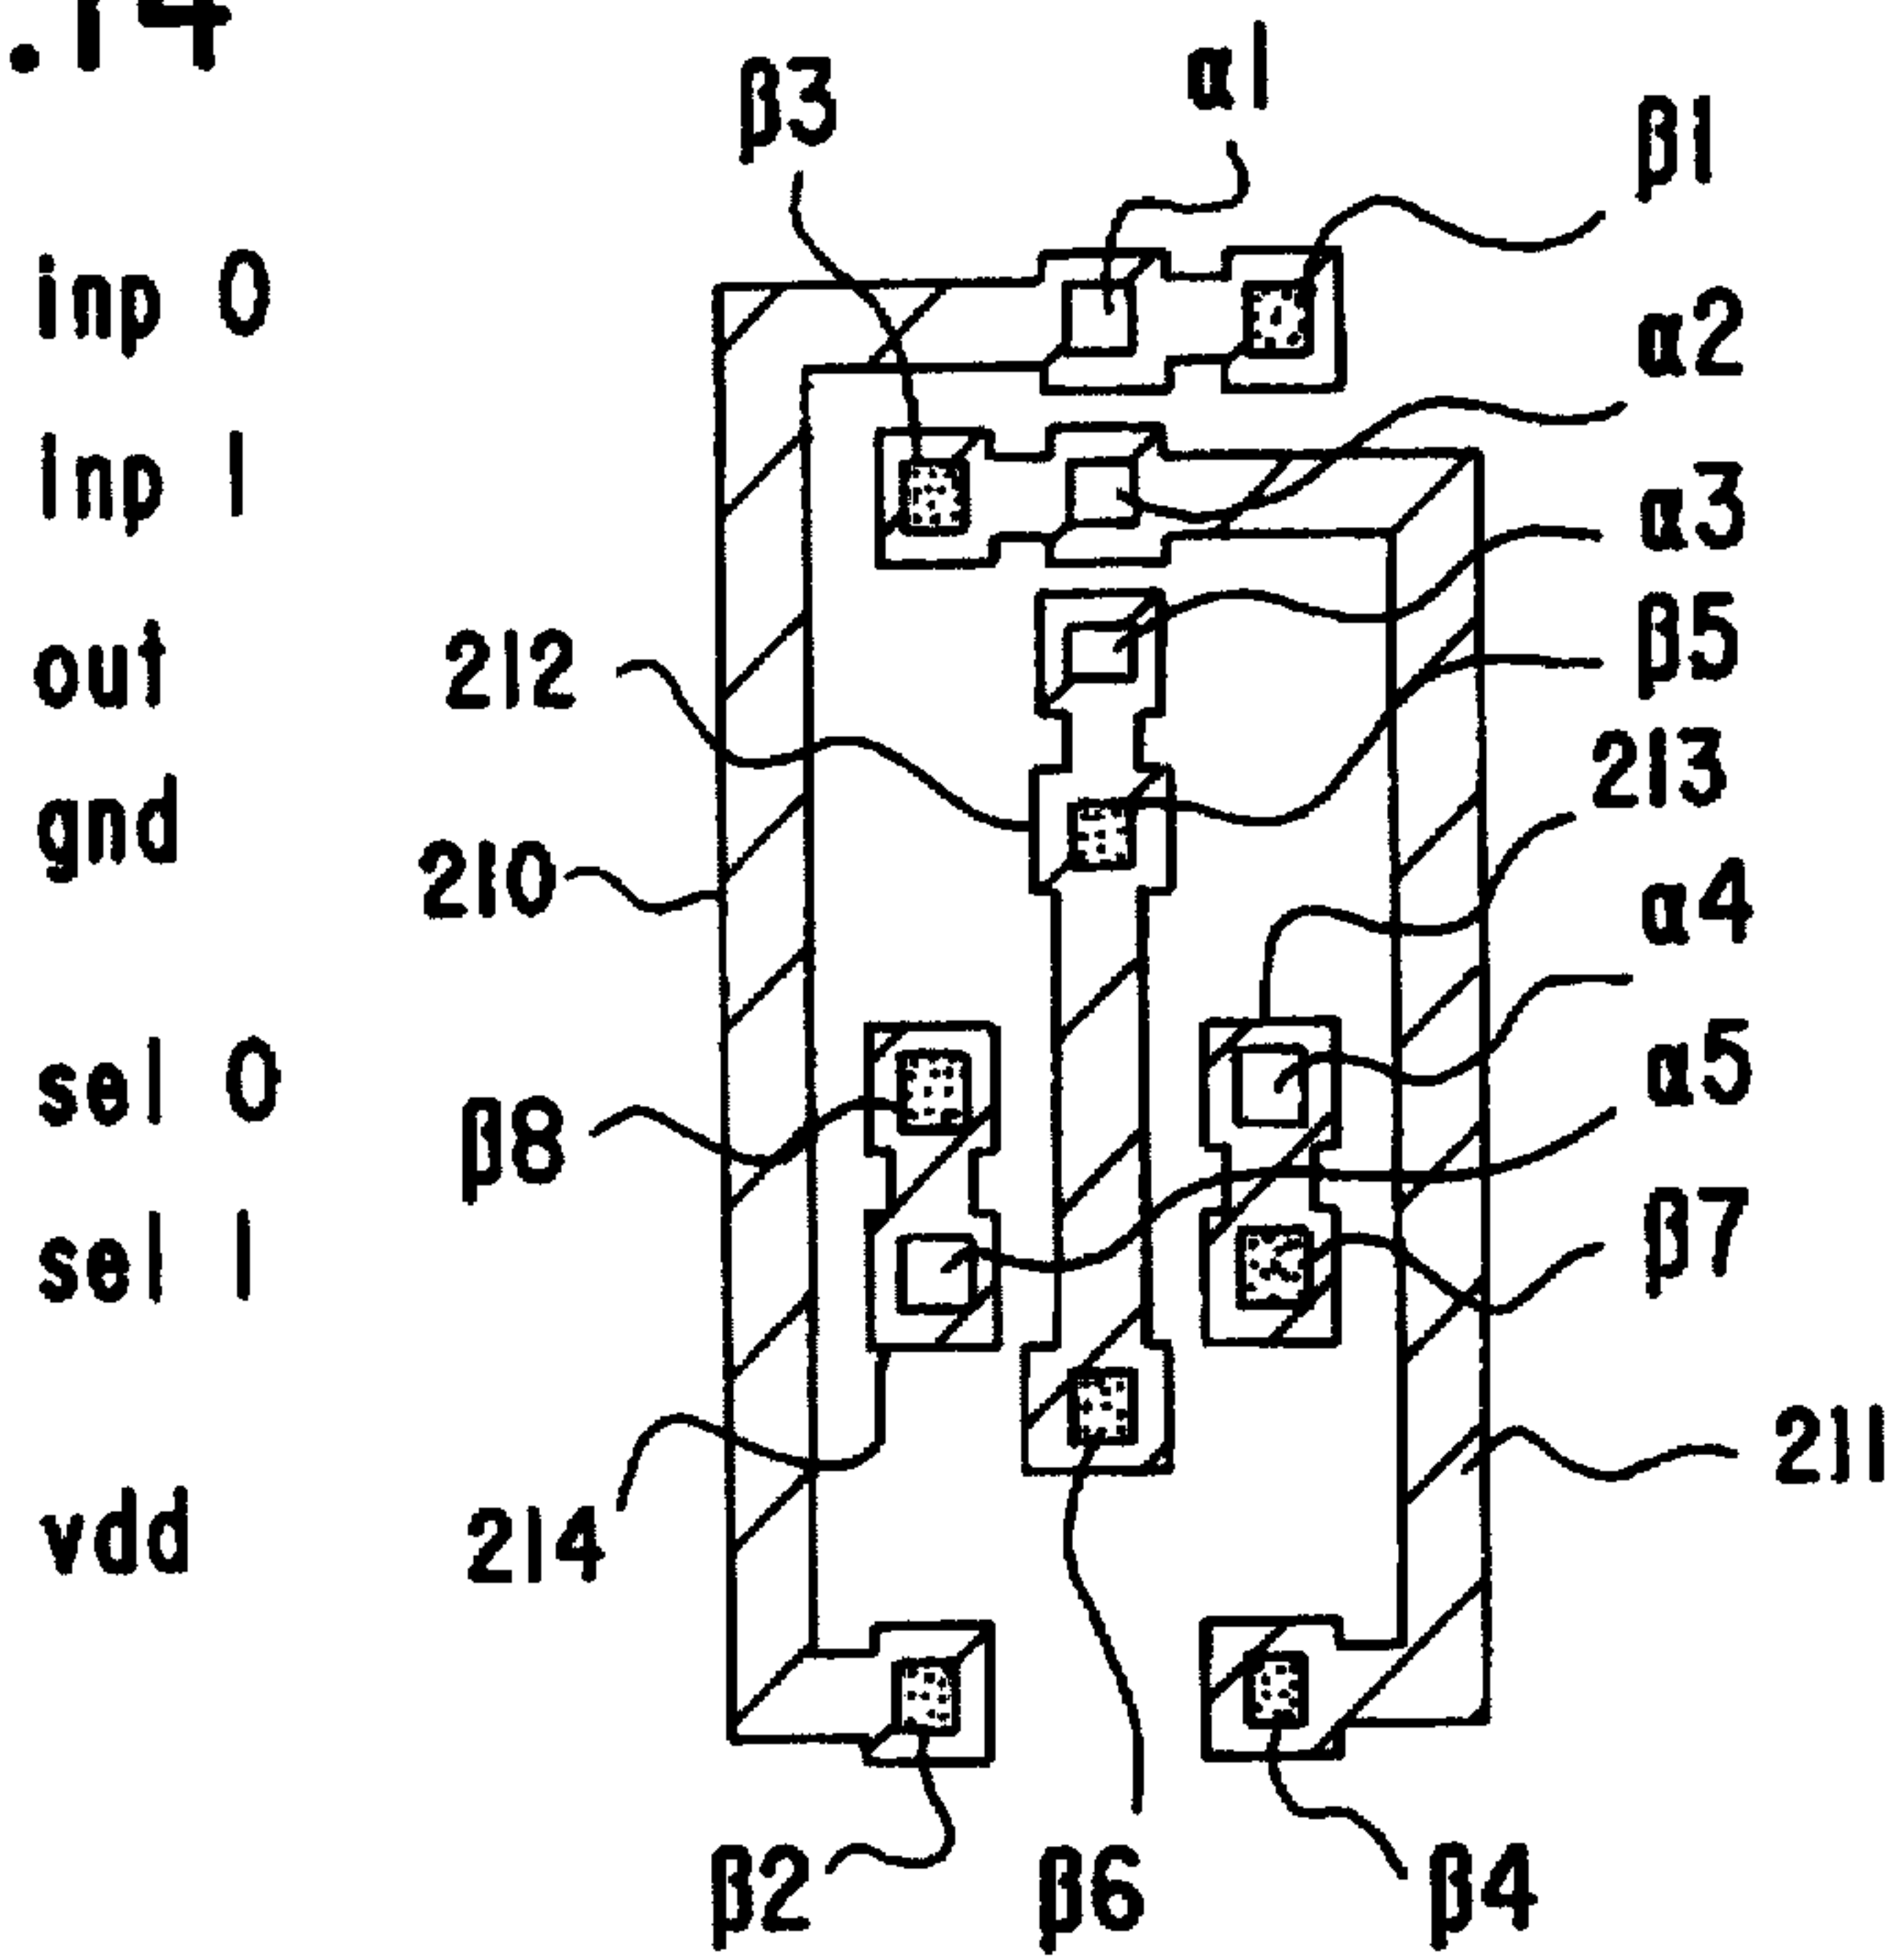 .14
β3
α1
β1
inp 0
α2
Inp 1
α3
out
212
β5
213
gnd
210
α4
sel 0
β8
α5
sel 1
β7
211
vdd
214
β2
β6
β4